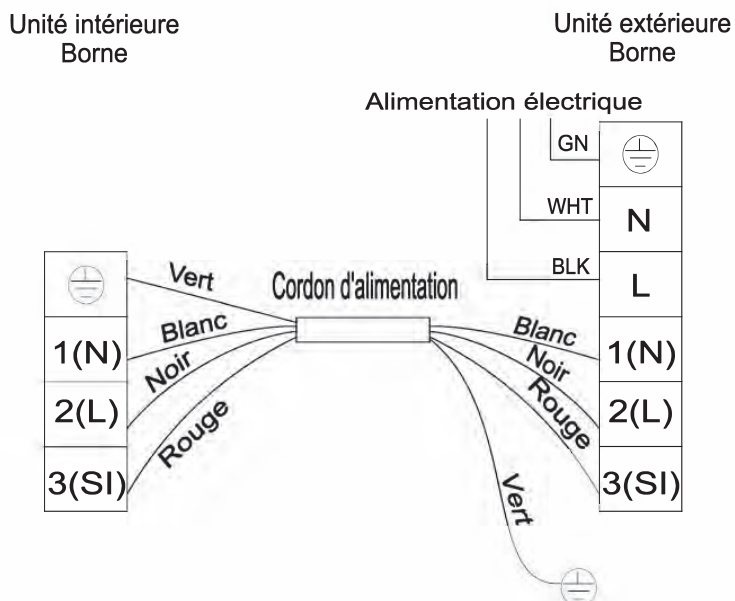 Unité intérieure
Borne
Unité extérieure
Borne
Alimentation électrique
GN
WHT
N
BLK
L
Vert
Cordon d'alimentation
Blanc
Blanc
1(N)
1(N)
Noir
Noir
2(L)
2(L)
Rouge
Rouge
3(SI)
3(SI)
Vert